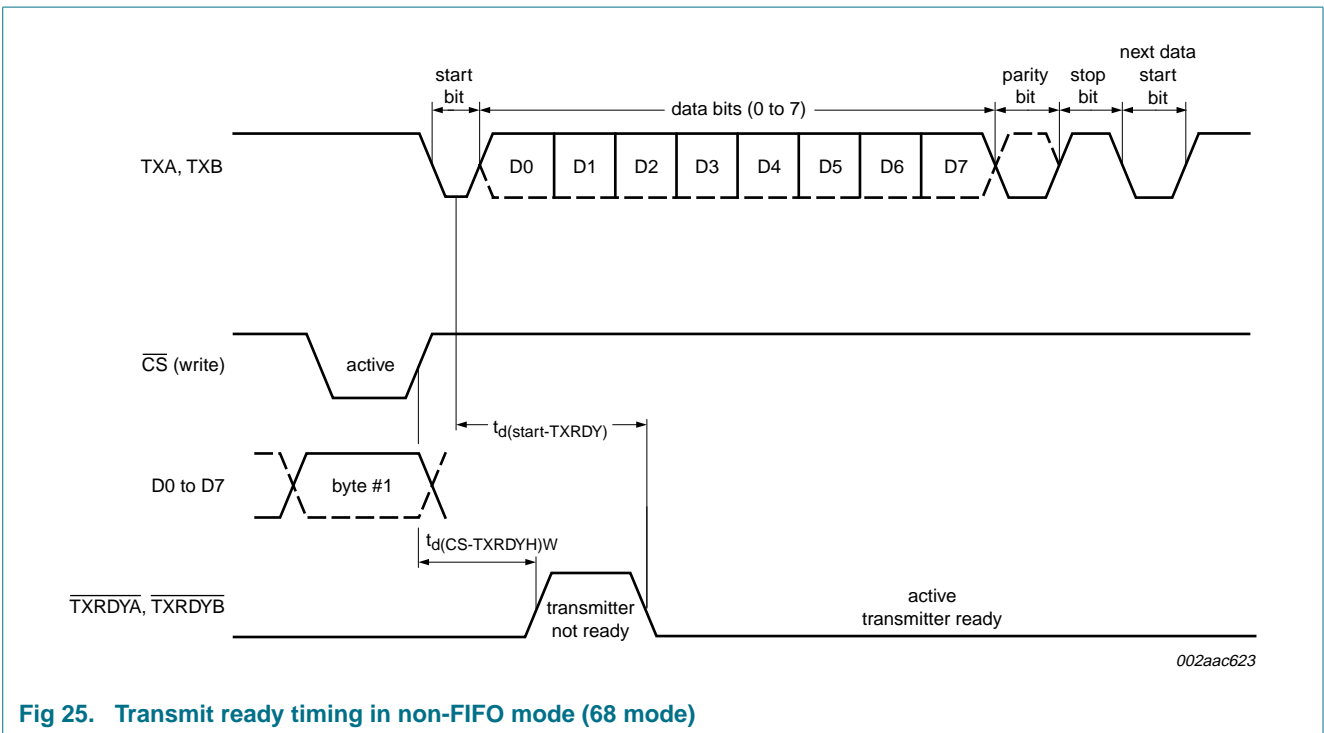 start
bit
data bits (0 to 7)
parity
bit
stop
bit
next data
start
bit
TXA, TXB
D0
D1
D2
D3
D4
D5
D6
D7
CS (write)
active
td(start-TXRDY)
D0 to D7
byte #1
td(CS-TXRDYH)W
TXRDYA, TXRDYB
transmitter
not ready
active
transmitter ready
002aac623
Fig 25. Transmit ready timing in non-FIFO mode (68 mode)